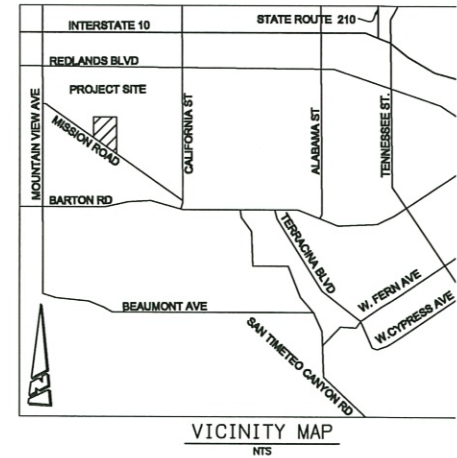 STATE ROUTE 210
INTERSTATE 10
REDLANDS BLVD
PROJECT SITE
MOUNTAIN VIEW AVE
MISSION ROAD
CALIFORNIA ST
ALABAMA ST
TENNESSEE ST.
BARTON RD
TERRACINA BLVD
W. FERN AVE
W.CYPRESS AVE
BEAUMONT AVE
SAN TIMETEO CANYON RD
VICINITY MAP
NTS